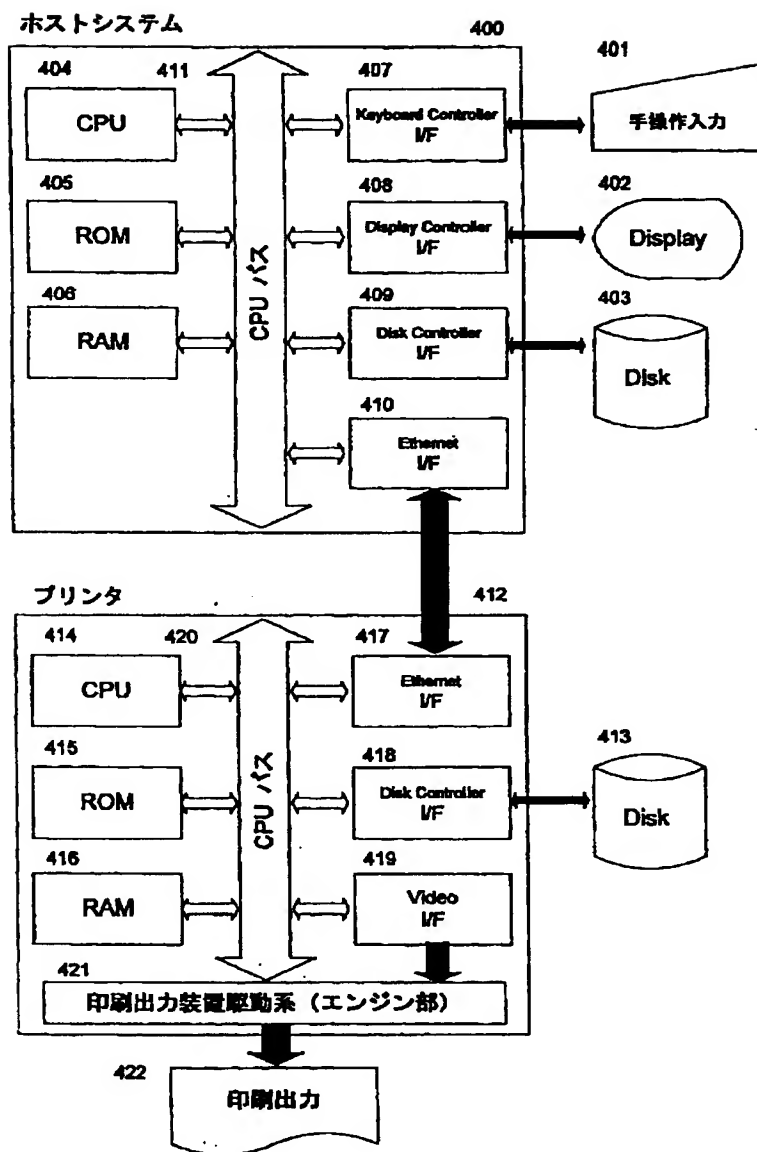 ホストシステム
400
404
411
407
401
CPU
Keyboard Controller
I/F
手操作入力
405
408
402
ROM
Display Controller
I/F
Display
406
409
403
RAM
CPU バス
Disk Controller
I/F
Disk
410
Ethernet
I/F
プリンタ
412
414
420
417
CPU
Ethernet
I/F
415
418
413
ROM
CPU バス
Disk Controller
I/F
Disk
416
419
RAM
Video
I/F
421
印刷出力装置駆動系（エンジン部）
422
印刷出力